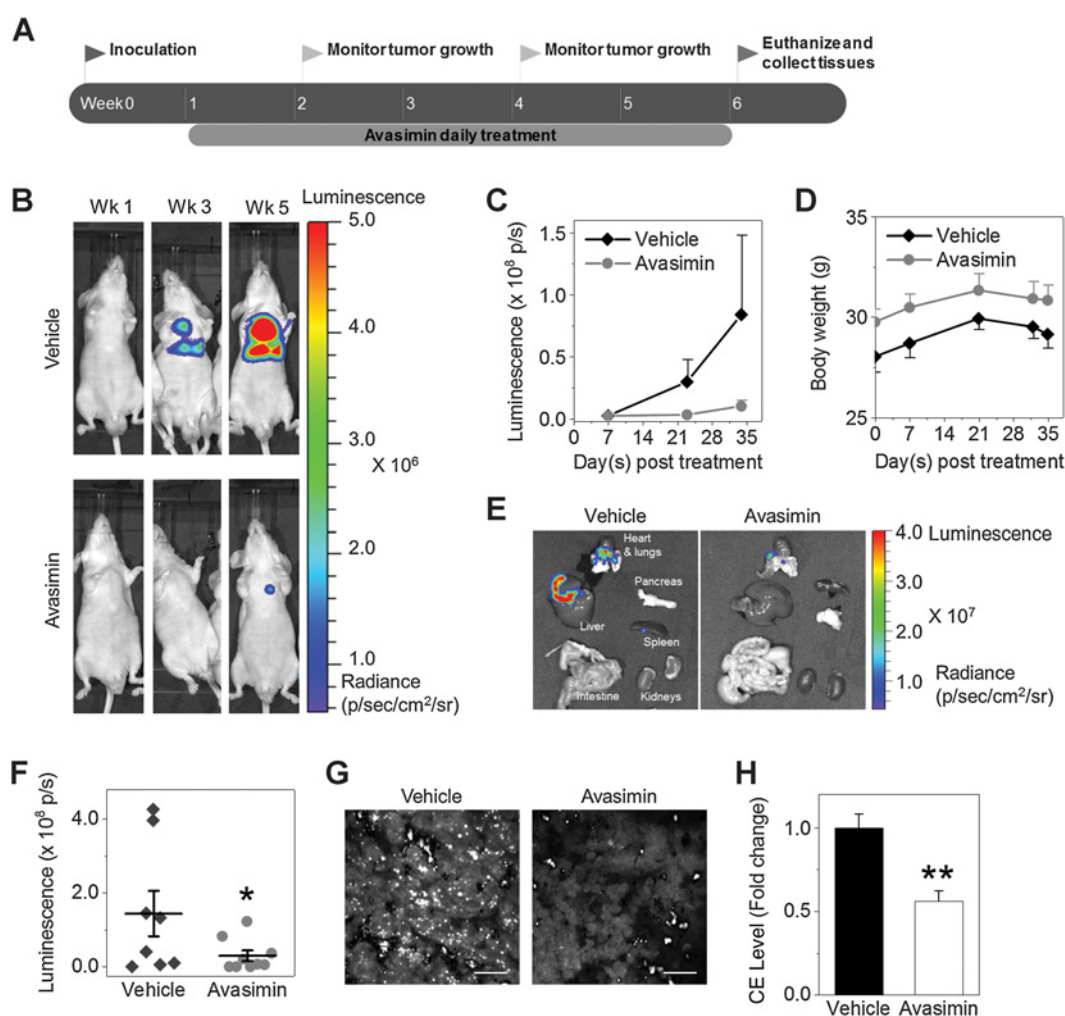 A
Inoculation
Monitor tumor growth
Monitor tumor growth
Euthanize and
collect tissues
Week 0
1
2
3
4
5
6
Avasimin daily treatment
B
Wk 1
Wk 3
Wk 5
Luminescence
5.0
4.0
3.0
X 10⁶
2.0
1.0
Radiance
(p/sec/cm²/sr)
Vehicle
Avasimin
C
Luminescence (x 10⁸ p/s)
1.5
1.0
0.5
0.0
Vehicle
Avasimin
0 7 14 21 28 35
Day(s) post treatment
D
Body weight (g)
35
30
25
Vehicle
Avasimin
0 7 14 21 28 35
Day(s) post treatment
E
Vehicle
Avasimin
Heart
& lungs
Pancreas
Liver
Spleen
Intestine
Kidneys
4.0
Luminescence
3.0
X 10⁷
2.0
1.0
Radiance
(p/sec/cm²/sr)
F
Luminescence (x 10⁸ p/s)
4.0
2.0
0.0
*
Vehicle
Avasimin
G
Vehicle
Avasimin
H
CE Level (Fold change)
1.0
0.5
0.0
**
Vehicle
Avasimin